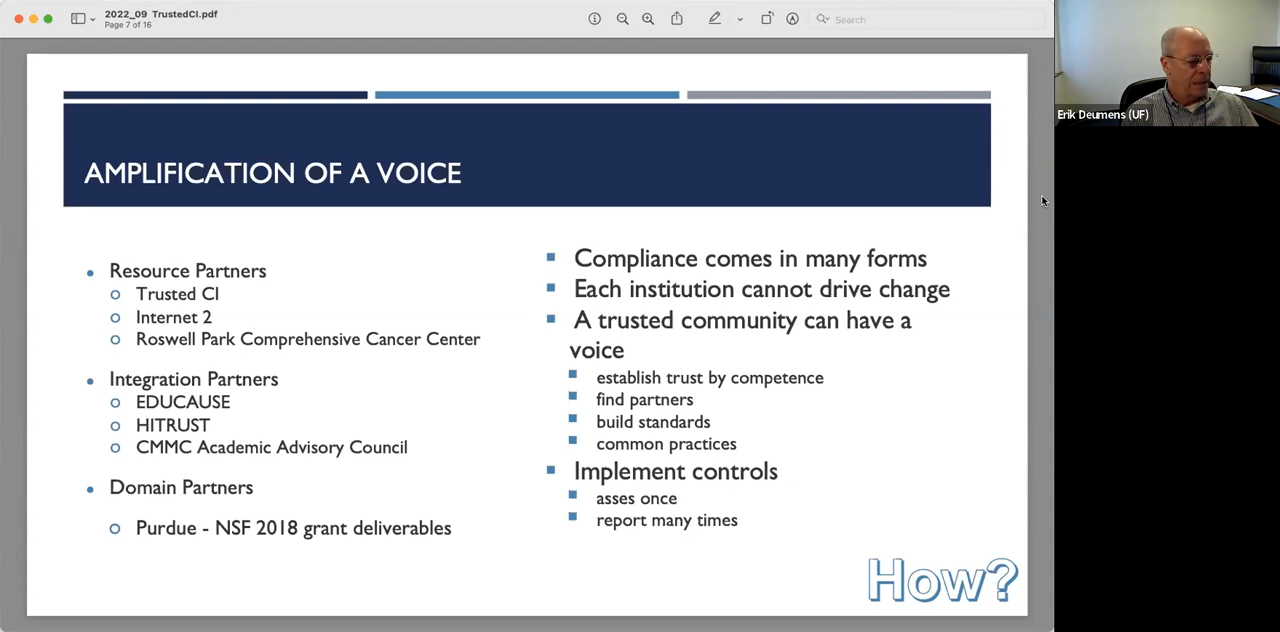 2022_09 TrustedCI.pdf
Page 7 of 16
Search
Erik Deumens (UF)
AMPLIFICATION OF A VOICE
Resource Partners
Trusted CI
Internet 2
Roswell Park Comprehensive Cancer Center
Integration Partners
EDUCAUSE
HITRUST
CMMC Academic Advisory Council
Domain Partners
Purdue - NSF 2018 grant deliverables
Compliance comes in many forms
Each institution cannot drive change
A trusted community can have a
voice
establish trust by competence
find partners
build standards
common practices
Implement controls
asses once
report many times
How?